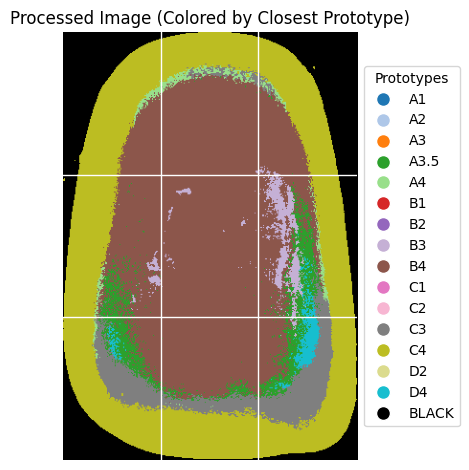 Processed Image (Colored by Closest Prototype)
Prototypes
A1
A2
A3
A3.5
A4
B1
B2
B3
B4
C1
C2
C3
C4
D2
D4
BLACK